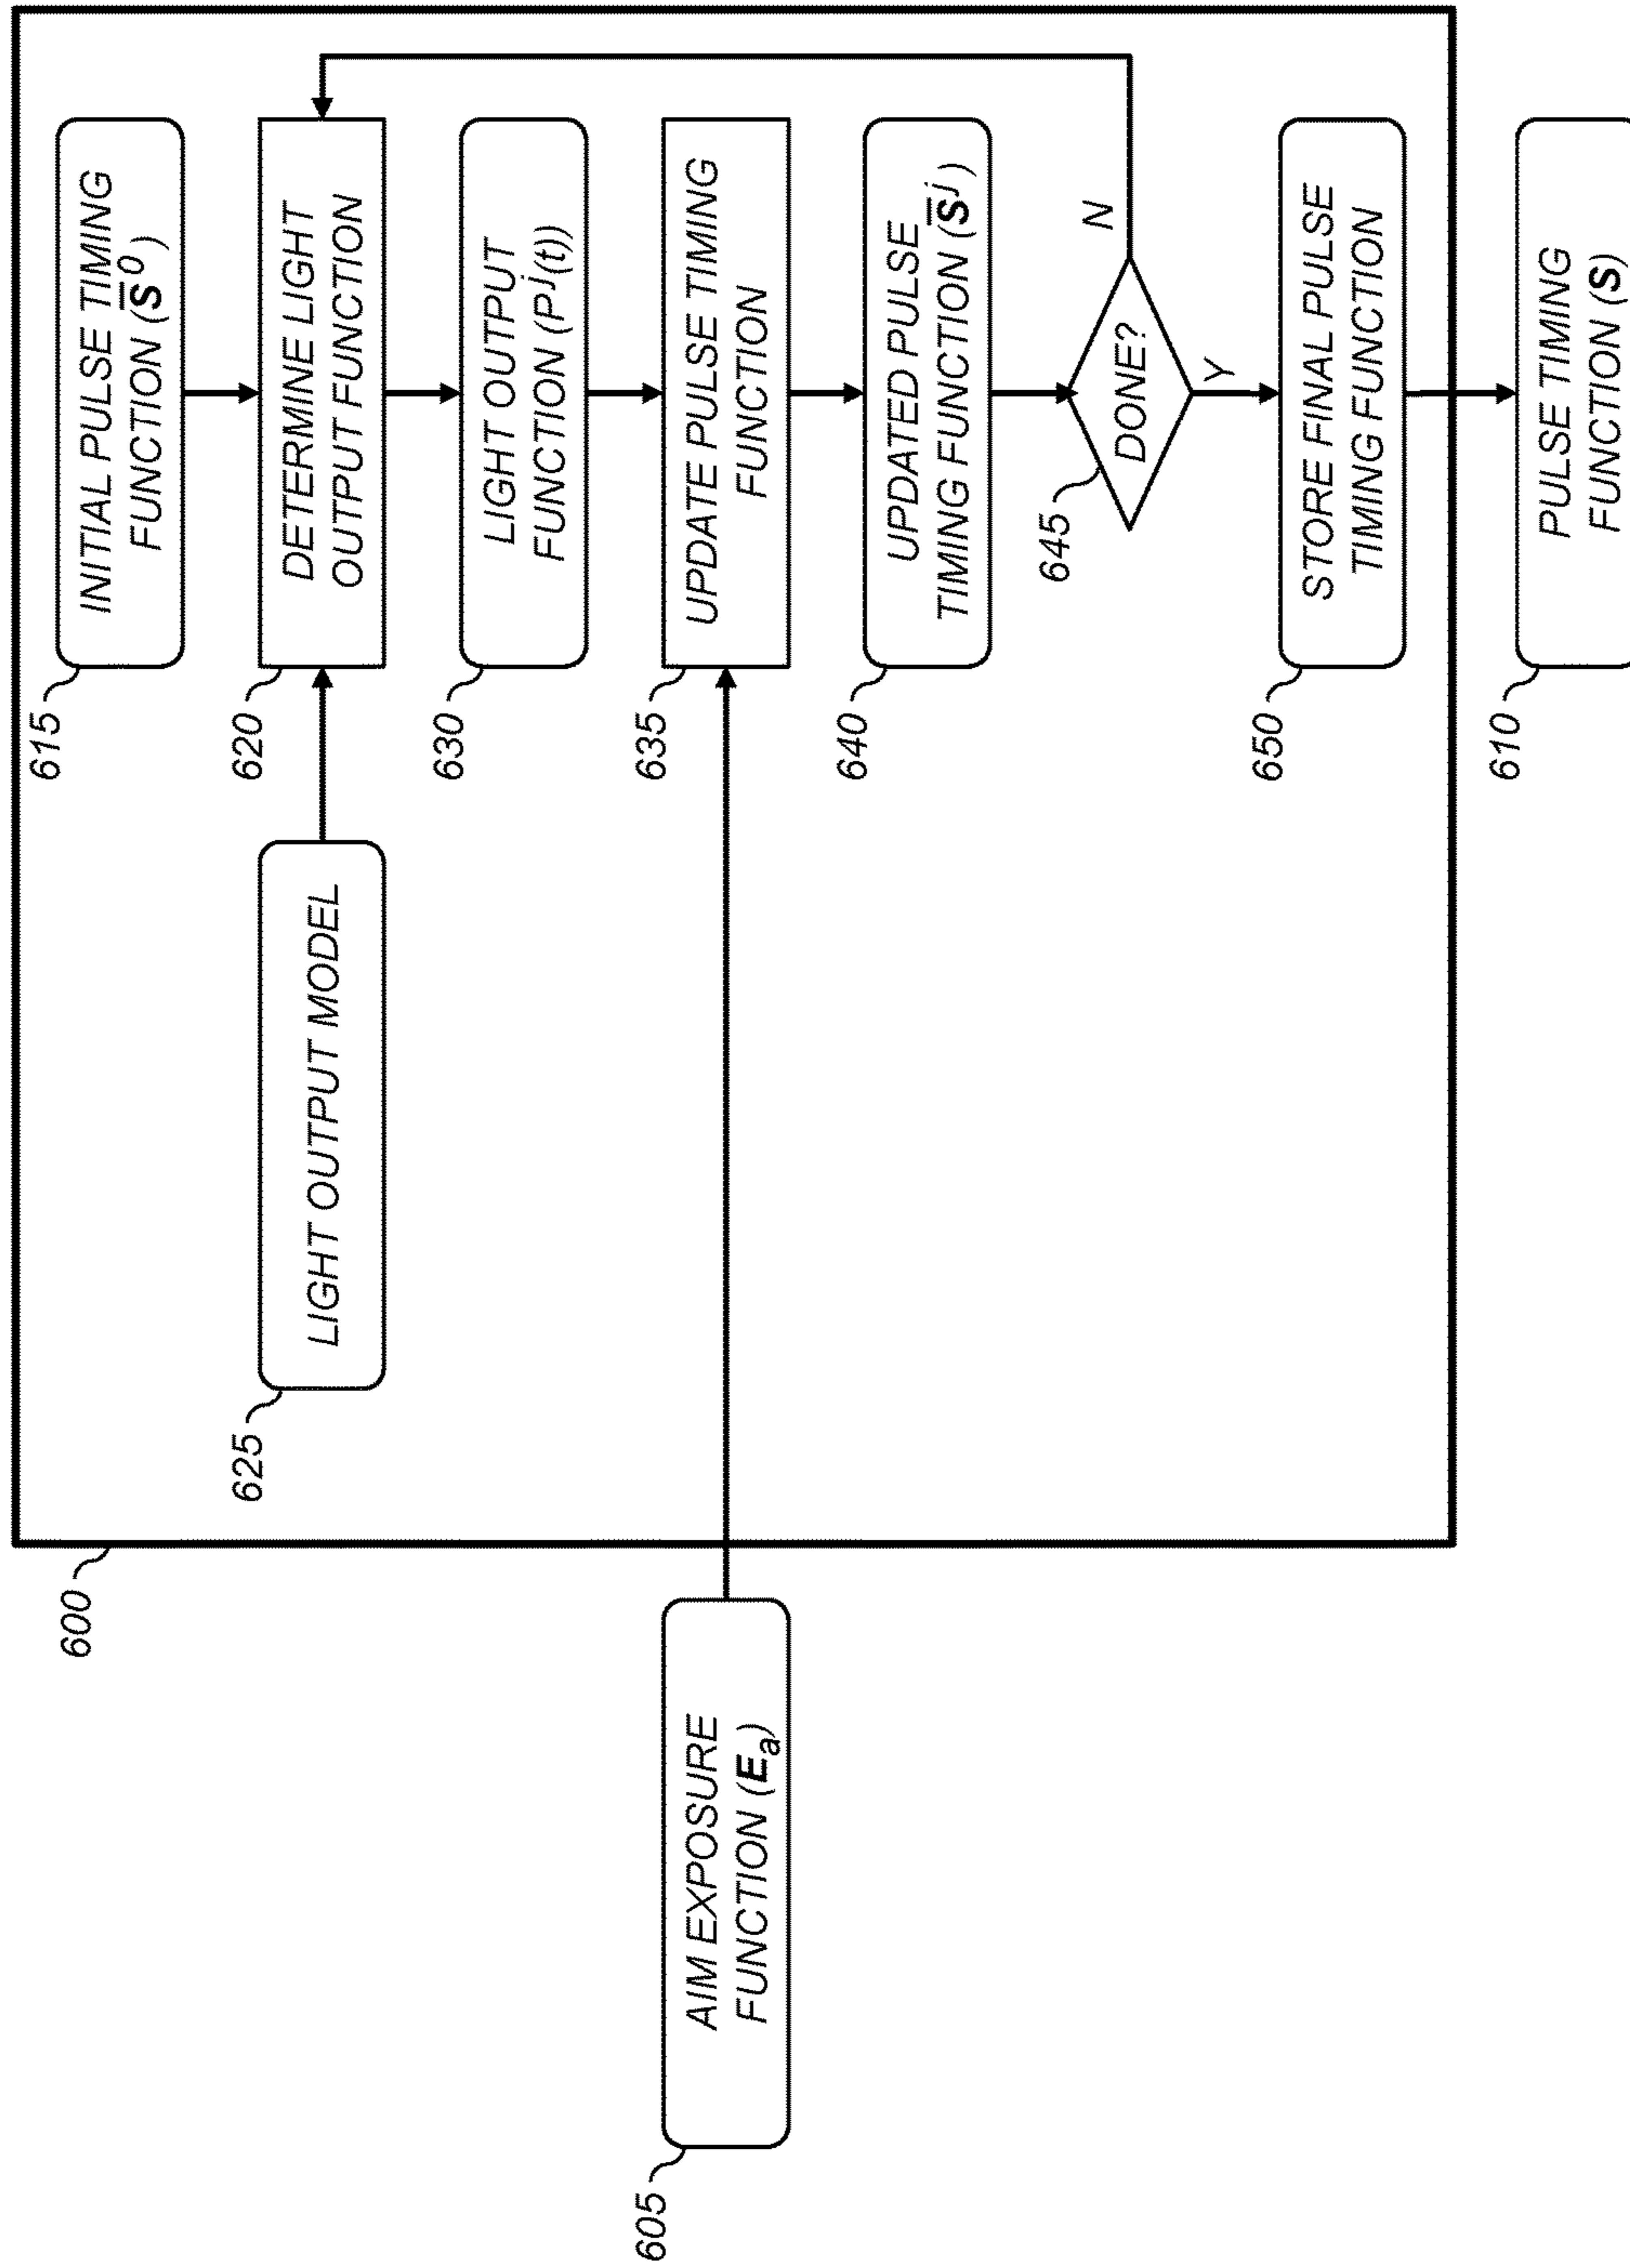 600
615
INITIAL PULSE TIMING
FUNCTION (S̄⁰)
625
LIGHT OUTPUT MODEL
620
DETERMINE LIGHT
OUTPUT FUNCTION
630
LIGHT OUTPUT
FUNCTION (Pʲ(t))
605
AIM EXPOSURE
FUNCTION (Eₐ)
635
UPDATE PULSE TIMING
FUNCTION
640
UPDATED PULSE
TIMING FUNCTION (S̄ʲ)
645
DONE?
N
Y
650
STORE FINAL PULSE
TIMING FUNCTION
610
PULSE TIMING
FUNCTION (S)